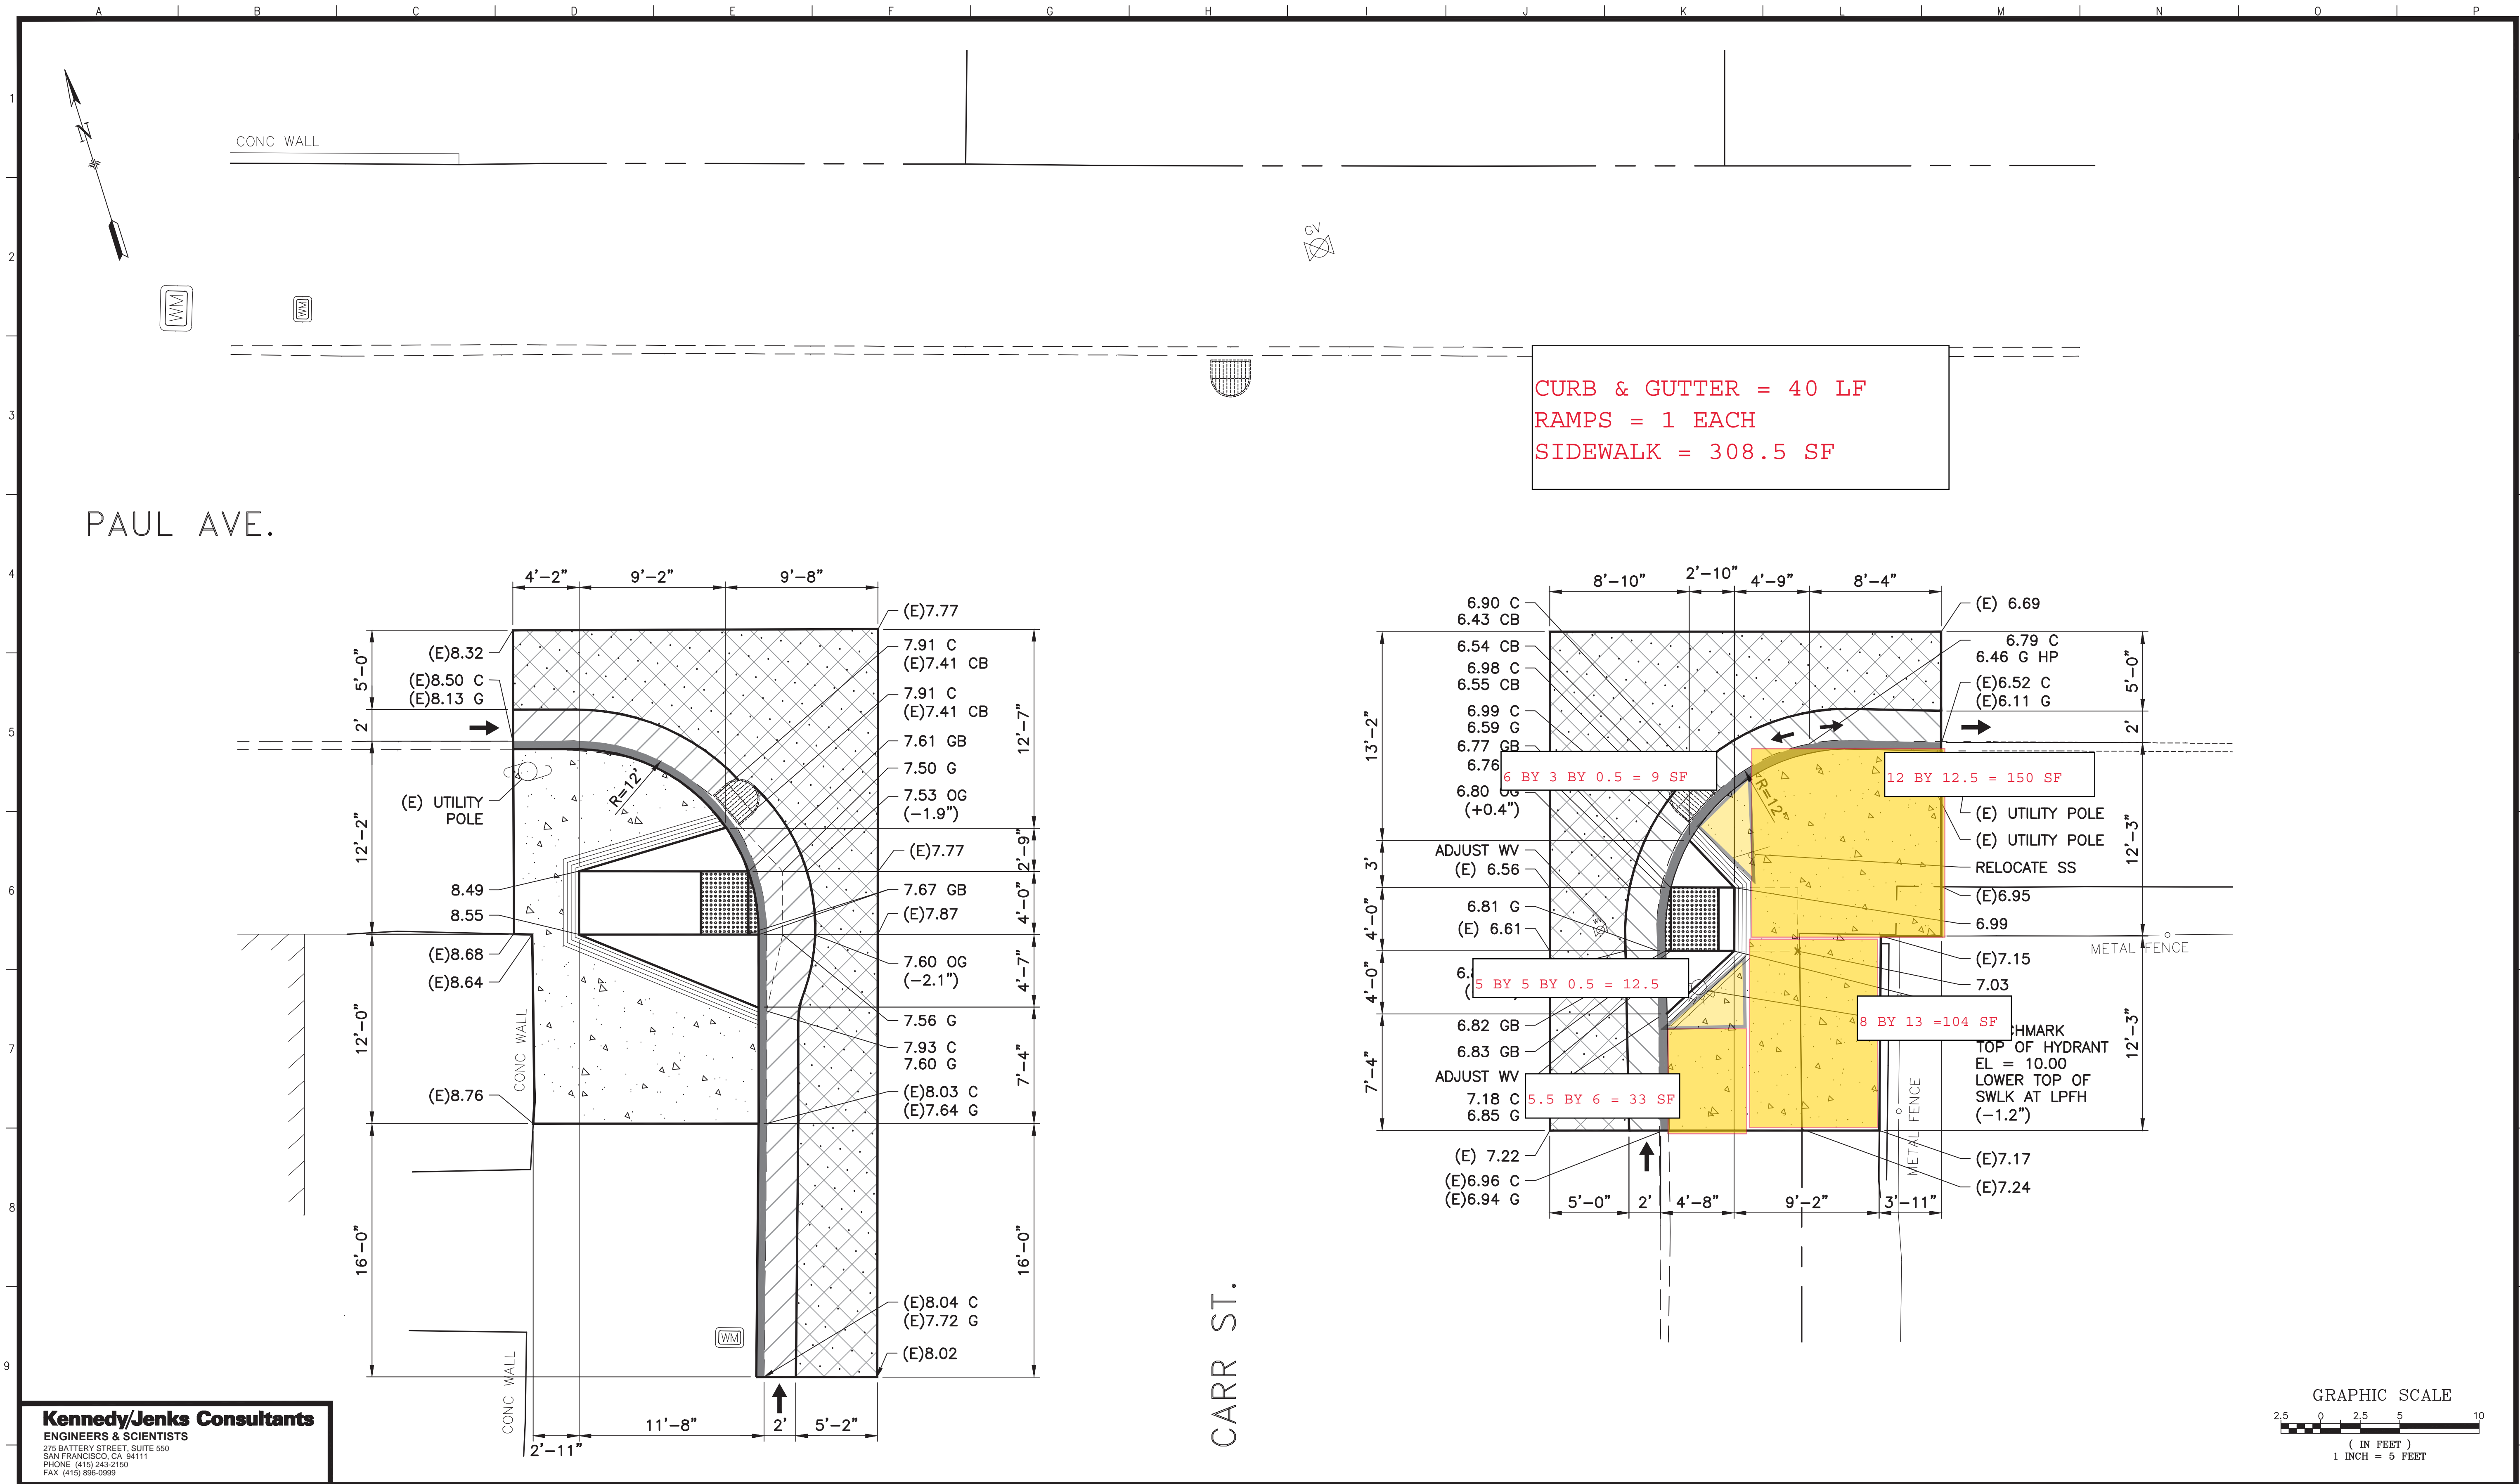 A B C D E F G H I J K L M N O P
1
2
3
4
5
6
7
8
9
N
CONC WALL
WM
WM
GV
CURB & GUTTER = 40 LF
RAMPS = 1 EACH
SIDEWALK = 308.5 SF
PAUL AVE.
4'-2"
9'-2"
9'-8"
5'-0"
2'
12'-2"
12'-0"
16'-0"
(E)8.32
(E)8.50 C
(E)8.13 G
(E) UTILITY
POLE
8.49
8.55
(E)8.68
(E)8.64
(E)8.76
CONC WALL
CONC WALL
R=12'
WM
(E)7.77
7.91 C
(E)7.41 CB
7.91 C
(E)7.41 CB
7.61 GB
7.50 G
7.53 OG
(-1.9")
(E)7.77
7.67 GB
(E)7.87
7.60 OG
(-2.1")
7.56 G
7.93 C
7.60 G
(E)8.03 C
(E)7.64 G
(E)8.04 C
(E)7.72 G
(E)8.02
12'-7"
2'-9"
4'-0"
4'-7"
7'-4"
16'-0"
2'-11"
11'-8"
2'
5'-2"
CARR ST.
8'-10"
2'-10"
4'-9"
8'-4"
13'-2"
3'
4'-0"
4'-0"
7'-4"
6.90 C
6.43 CB
6.54 CB
6.98 C
6.55 CB
6.99 C
6.59 G
6.77 GB
6.76
6 BY 3 BY 0.5 = 9 SF
6.80 OG
(+0.4")
ADJUST WV
(E) 6.56
6.81 G
(E) 6.61
5 BY 5 BY 0.5 = 12.5
6.82 GB
6.83 GB
ADJUST WV
7.18 C
6.85 G
5.5 BY 6 = 33 SF
(E) 7.22
(E)6.96 C
(E)6.94 G
R=12'
(E) 6.69
6.79 C
6.46 G HP
(E)6.52 C
(E)6.11 G
12 BY 12.5 = 150 SF
(E) UTILITY POLE
(E) UTILITY POLE
RELOCATE SS
(E)6.95
6.99
METAL FENCE
(E)7.15
7.03
8 BY 13 =104 SF
CHMARK
TOP OF HYDRANT
EL = 10.00
LOWER TOP OF
SWLK AT LPFH
(-1.2")
METAL FENCE
(E)7.17
(E)7.24
5'-0"
2'
12'-3"
12'-3"
5'-0"
2'
4'-8"
9'-2"
3'-11"
Kennedy/Jenks Consultants
ENGINEERS & SCIENTISTS
275 BATTERY STREET, SUITE 550
SAN FRANCISCO, CA 94111
PHONE (415) 243-2150
FAX (415) 896-0999
GRAPHIC SCALE
2.5 0 2.5 5 10
( IN FEET )
1 INCH = 5 FEET